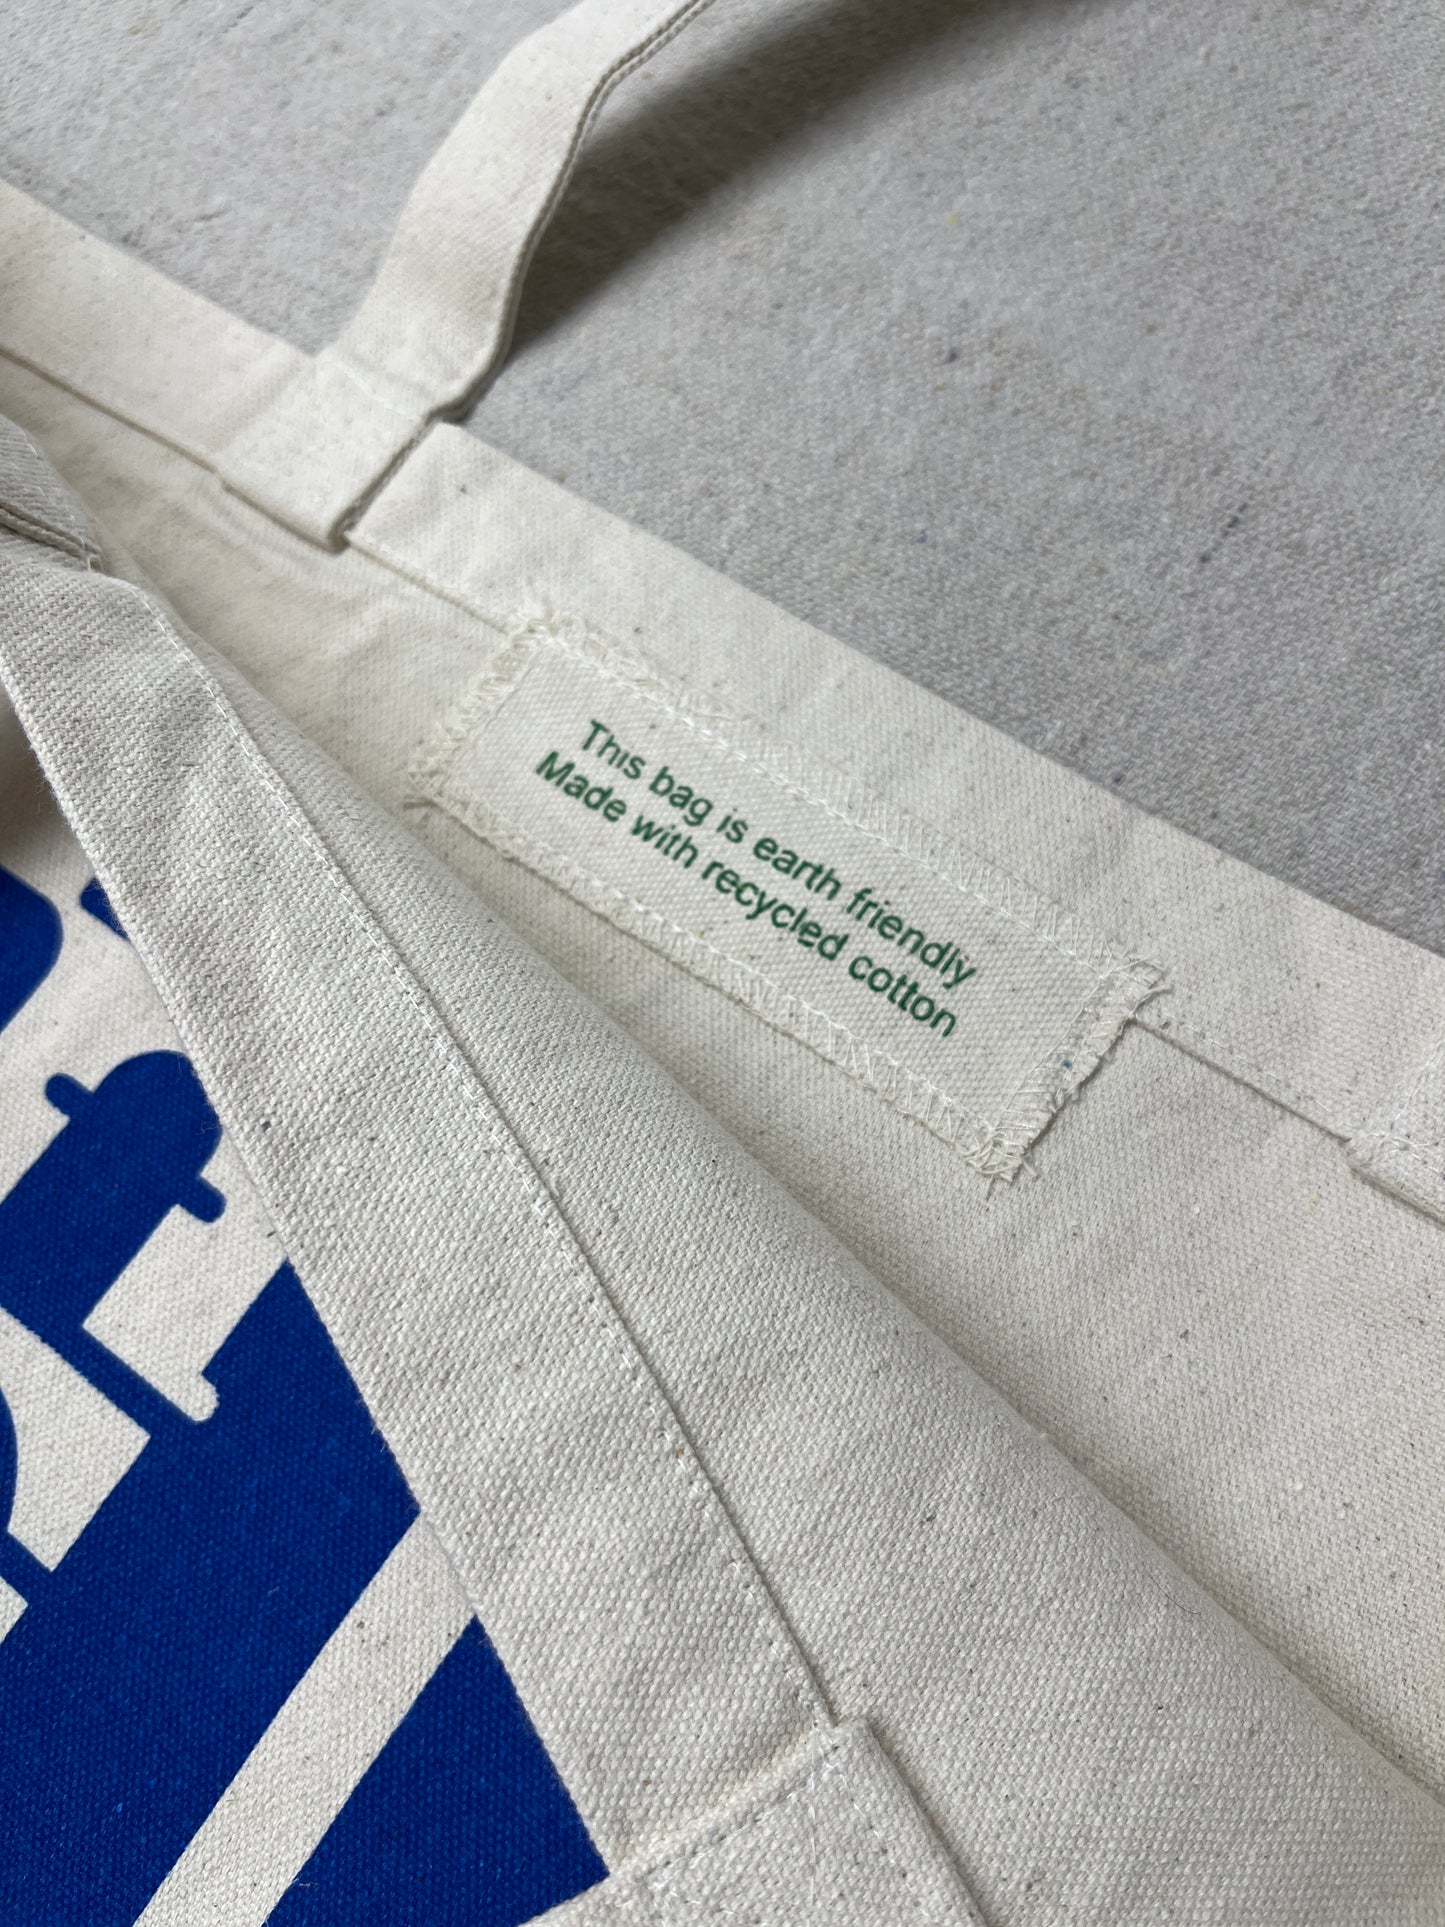 This bag is earth friendly
Made with recycled cotton